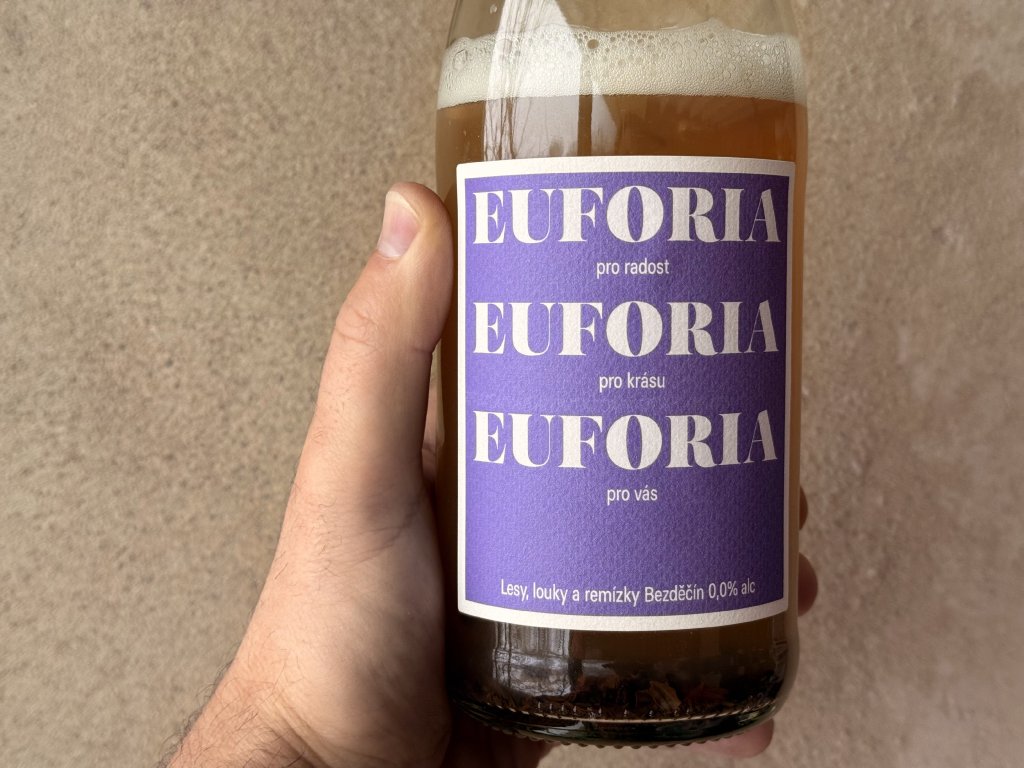 EUFORIA
pro radost
EUFORIA
pro krásu
EUFORIA
pro vás
Lesy, louky a remízky Bezděčín 0,0% alc